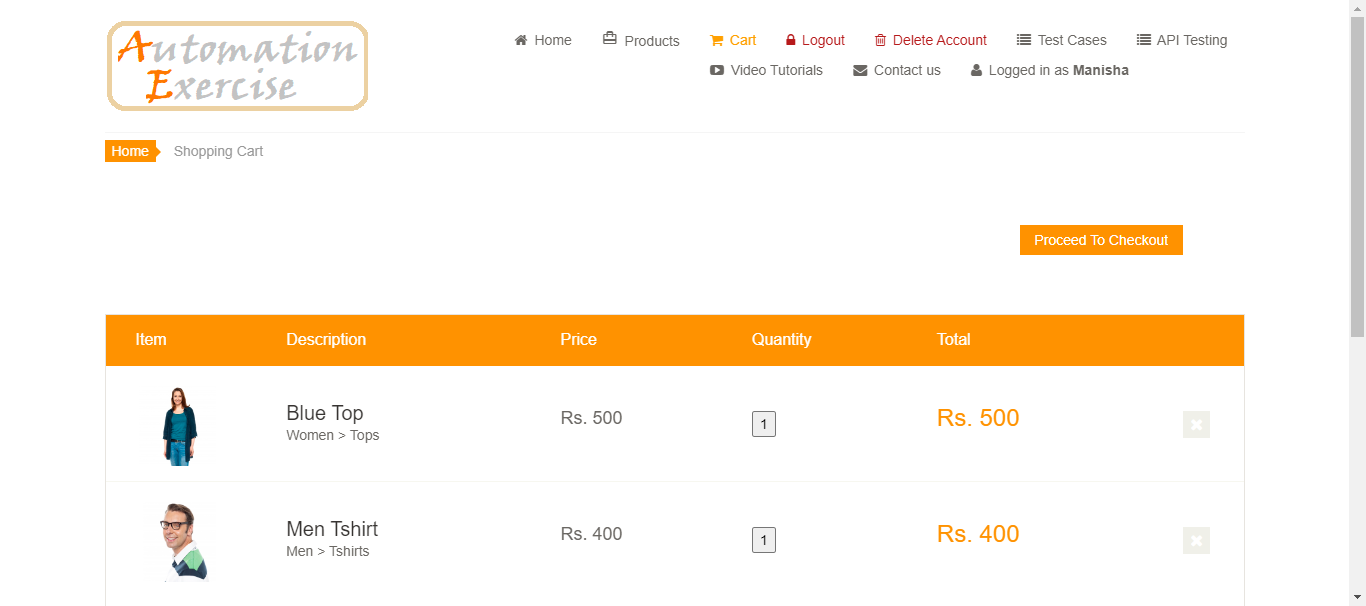 Automation
Exercise
Home Products Cart Logout Delete Account Test Cases API Testing
Video Tutorials Contact us Logged in as Manisha
Home Shopping Cart
Proceed To Checkout
Item Description Price Quantity Total
Blue Top
Women > Tops
Rs. 500 1 Rs. 500
Men Tshirt
Men > Tshirts
Rs. 400 1 Rs. 400